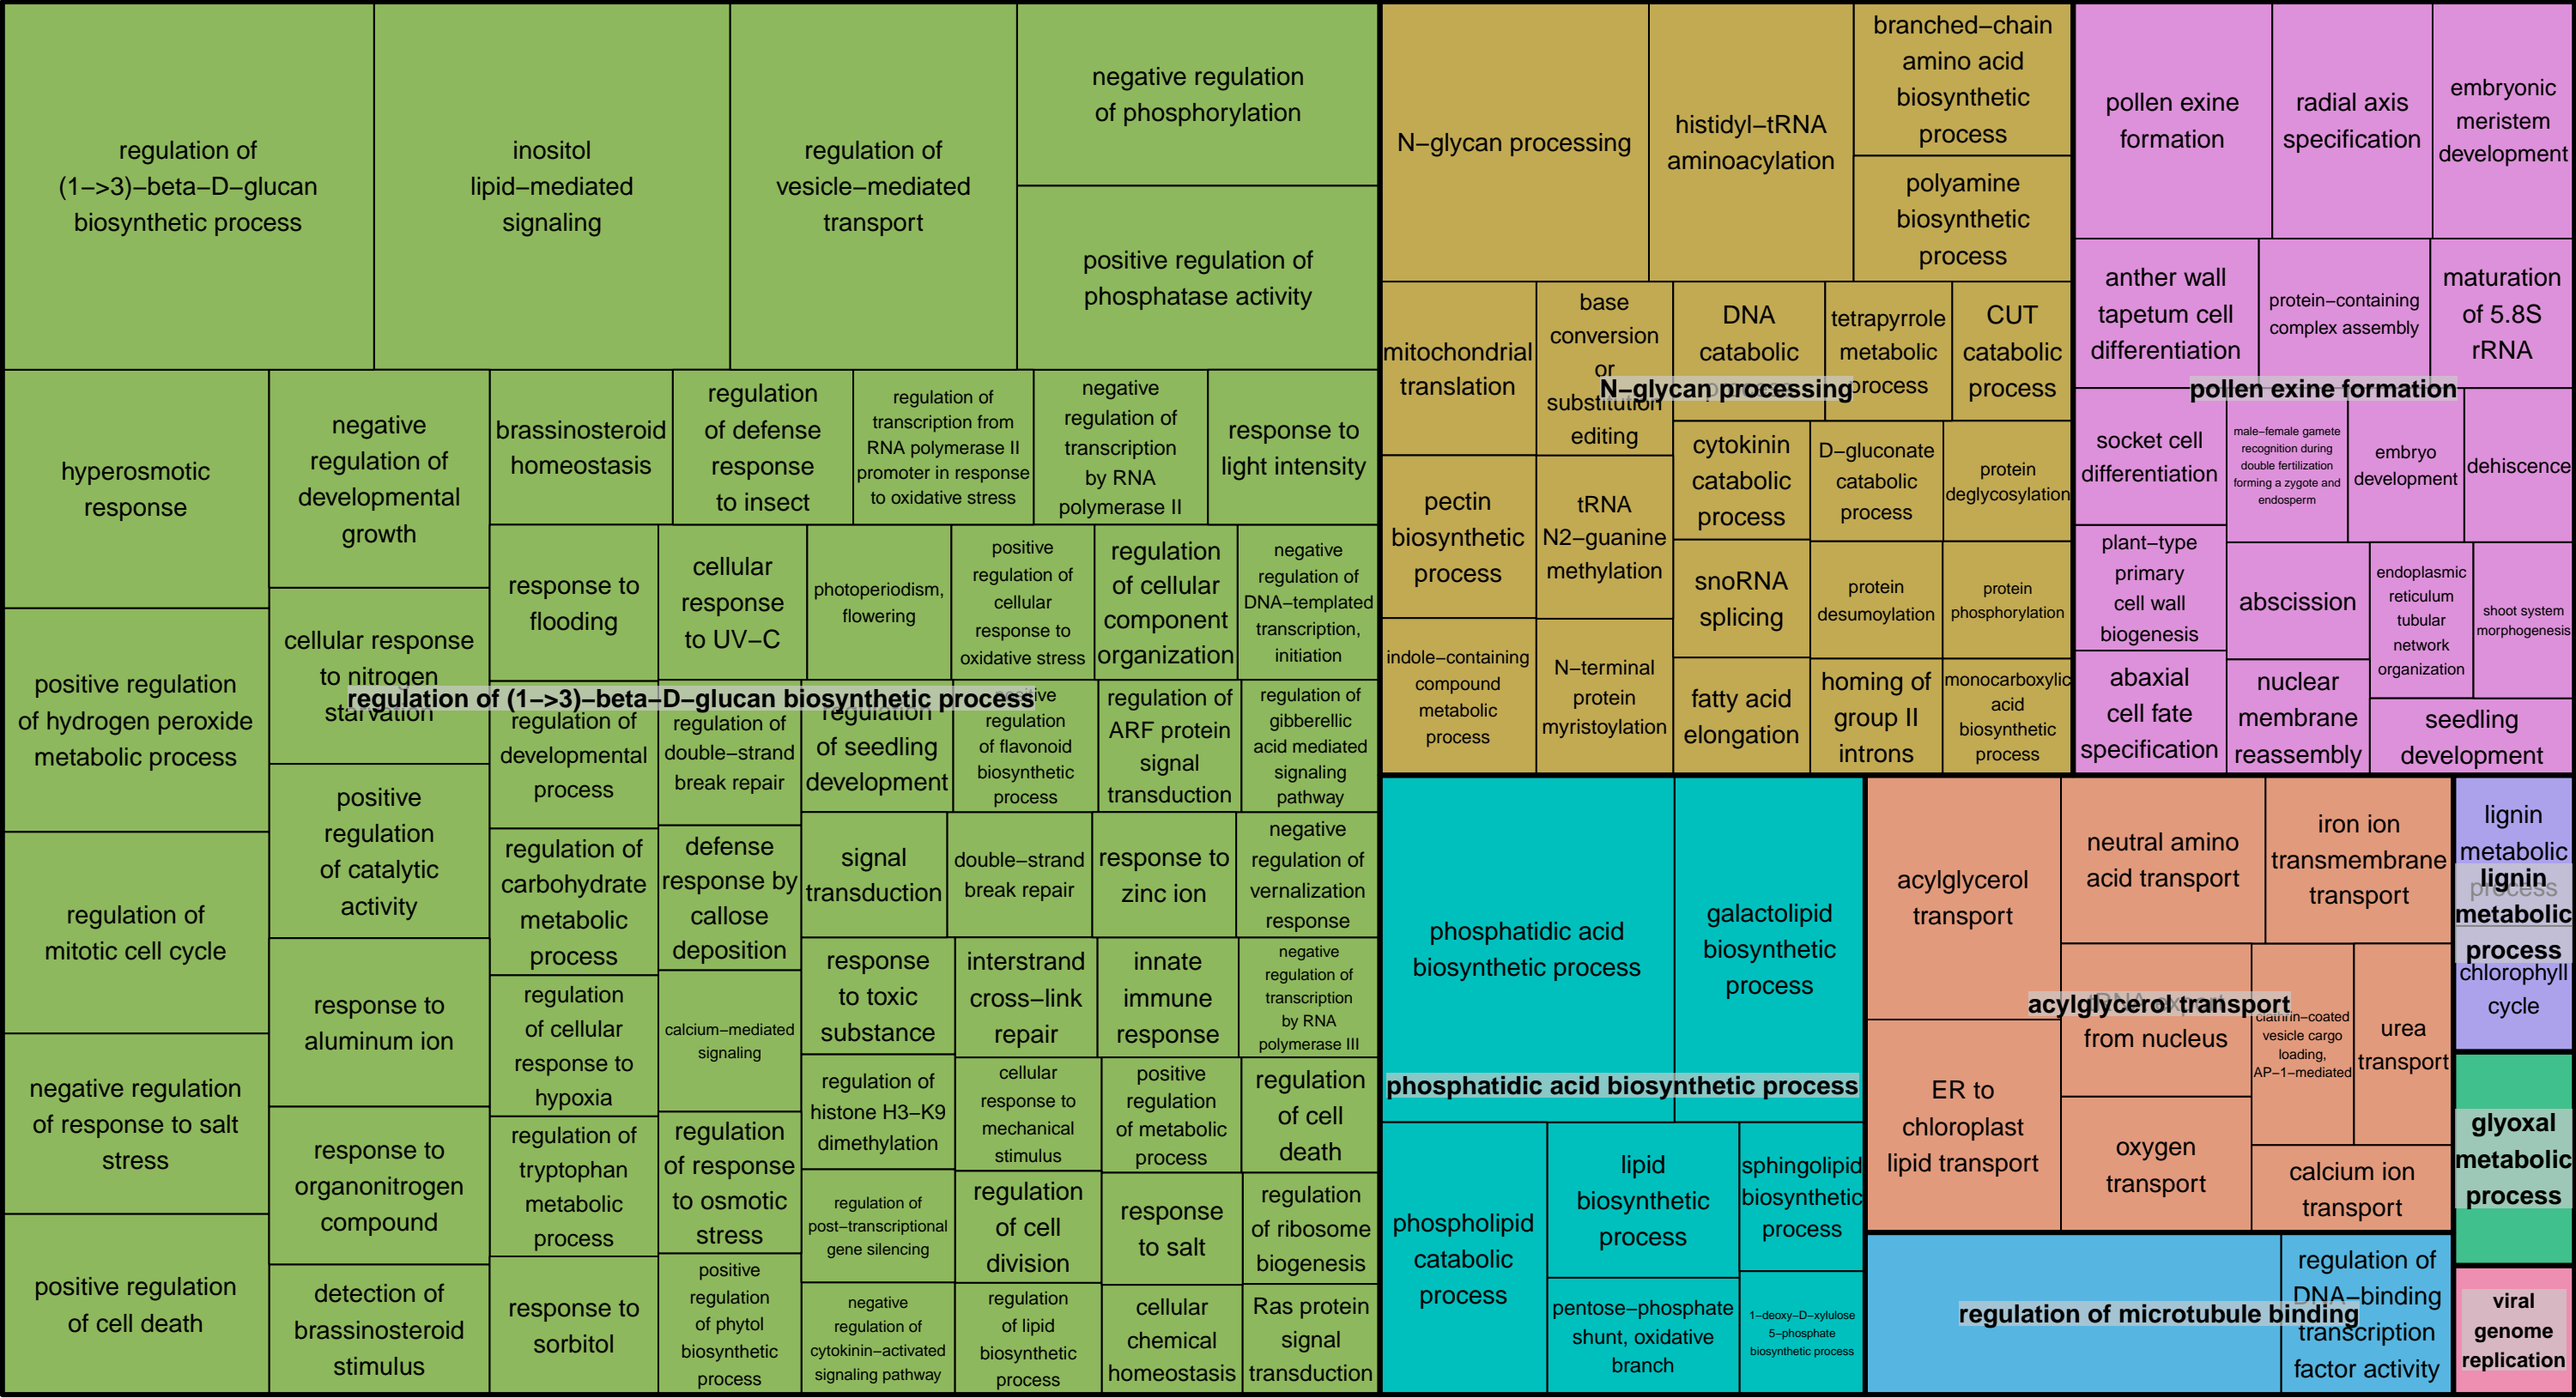 regulation of
(1−>3)−beta−D−glucan
biosynthetic process
inositol
lipid−mediated
signaling
regulation of
vesicle−mediated
transport
negative regulation
of phosphorylation
positive regulation of
phosphatase activity
hyperosmotic
response
positive regulation
of hydrogen peroxide
metabolic process
regulation of
mitotic cell cycle
negative regulation
of response to salt
stress
positive regulation
of cell death
negative
regulation of
developmental
growth
cellular response
to nitrogen
starvation
positive
regulation
of catalytic
activity
response to
aluminum ion
response to
organonitrogen
compound
detection of
brassinosteroid
stimulus
brassinosteroid
homeostasis
regulation
of defense
response
to insect
regulation of
transcription from
RNA polymerase II
promoter in response
to oxidative stress
negative
regulation of
transcription
by RNA
polymerase II
response to
light intensity
response to
flooding
cellular
response
to UV−C
photoperiodism,
flowering
positive
regulation of
cellular
response to
oxidative stress
regulation
of cellular
component
organization
negative
regulation of
DNA−templated
transcription,
initiation
regulation of (1−>3)−beta−D−glucan biosynthetic process
regulation of
developmental
process
regulation of
double−strand
break repair
regulation
of seedling
development
positive
regulation
of flavonoid
biosynthetic
process
regulation of
ARF protein
signal
transduction
regulation of
gibberellic
acid mediated
signaling
pathway
regulation of
carbohydrate
metabolic
process
defense
response by
callose
deposition
signal
transduction
double−strand
break repair
response to
zinc ion
negative
regulation of
vernalization
response
regulation
of cellular
response to
hypoxia
calcium−mediated
signaling
response
to toxic
substance
interstrand
cross−link
repair
innate
immune
response
negative
regulation of
transcription
by RNA
polymerase III
regulation of
tryptophan
metabolic
process
regulation
of response
to osmotic
stress
regulation of
histone H3−K9
dimethylation
cellular
response to
mechanical
stimulus
positive
regulation
of metabolic
process
regulation
of cell
death
regulation of
post−transcriptional
gene silencing
regulation
of cell
division
response
to salt
regulation
of ribosome
biogenesis
response to
sorbitol
positive
regulation
of phytol
biosynthetic
process
negative
regulation of
cytokinin−activated
signaling pathway
regulation
of lipid
biosynthetic
process
cellular
chemical
homeostasis
Ras protein
signal
transduction
N−glycan processing
histidyl−tRNA
aminoacylation
branched−chain
amino acid
biosynthetic
process
polyamine
biosynthetic
process
mitochondrial
translation
base
conversion
or
substitution
editing
DNA
catabolic
tetrapyrrole
metabolic
process
CUT
catabolic
process
N−glycan processing
pectin
biosynthetic
process
tRNA
N2−guanine
methylation
cytokinin
catabolic
process
D−gluconate
catabolic
process
protein
deglycosylation
snoRNA
splicing
protein
desumoylation
protein
phosphorylation
indole−containing
compound
metabolic
process
N−terminal
protein
myristoylation
fatty acid
elongation
homing of
group II
introns
monocarboxylic
acid
biosynthetic
process
pollen exine
formation
radial axis
specification
embryonic
meristem
development
anther wall
tapetum cell
differentiation
protein−containing
complex assembly
maturation
of 5.8S
rRNA
pollen exine formation
socket cell
differentiation
male−female gamete
recognition during
double fertilization
forming a zygote and
endosperm
embryo
development
dehiscence
plant−type
primary
cell wall
biogenesis
abscission
endoplasmic
reticulum
tubular
network
organization
shoot system
morphogenesis
abaxial
cell fate
specification
nuclear
membrane
reassembly
seedling
development
phosphatidic acid
biosynthetic process
galactolipid
biosynthetic
process
phosphatidic acid biosynthetic process
phospholipid
catabolic
process
lipid
biosynthetic
process
sphingolipid
biosynthetic
process
pentose−phosphate
shunt, oxidative
branch
1−deoxy−D−xylulose
5−phosphate
biosynthetic process
acylglycerol
transport
neutral amino
acid transport
iron ion
transmembrane
transport
acylglycerol transport
ER to
chloroplast
lipid transport
tRNA export
from nucleus
clathrin−coated
vesicle cargo
loading,
AP−1−mediated
urea
transport
oxygen
transport
calcium ion
transport
lignin
metabolic
process
lignin
metabolic
process
chlorophyll
cycle
glyoxal
metabolic
process
regulation of microtubule binding
regulation of
DNA−binding
transcription
factor activity
viral
genome
replication